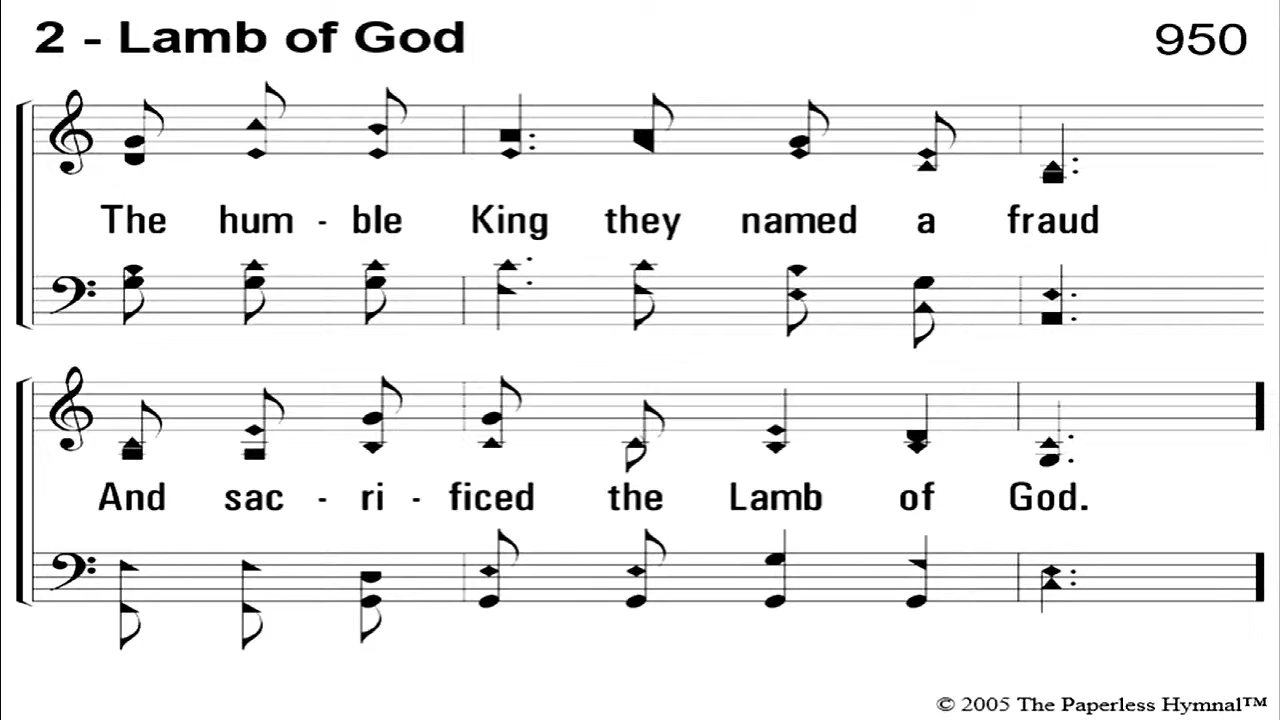 2 - Lamb of God 950
The hum - ble King they named a fraud
And sac - ri - ficed the Lamb of God.
© 2005 The Paperless Hymnal™